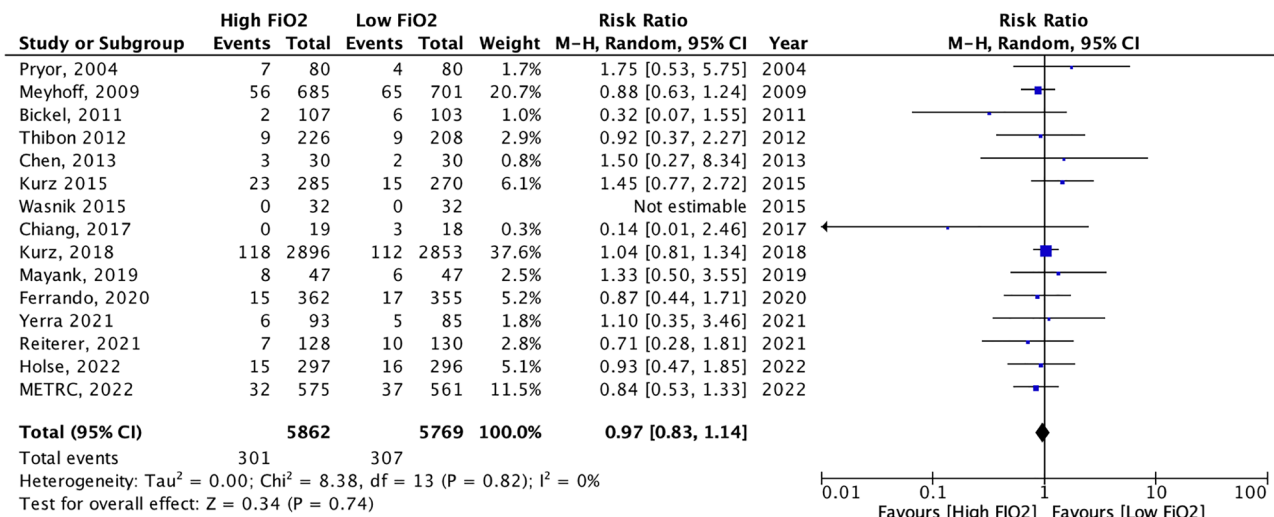 High FiO2 Low FiO2 Risk Ratio Risk Ratio
Study or Subgroup Events Total Events Total Weight M-H, Random, 95% CI Year M-H, Random, 95% CI
Pryor, 2004 7 80 4 80 1.7% 1.75 [0.53, 5.75] 2004
Meyhoff, 2009 56 685 65 701 20.7% 0.88 [0.63, 1.24] 2009
Bickel, 2011 2 107 6 103 1.0% 0.32 [0.07, 1.55] 2011
Thibon 2012 9 226 9 208 2.9% 0.92 [0.37, 2.27] 2012
Chen, 2013 3 30 2 30 0.8% 1.50 [0.27, 8.34] 2013
Kurz 2015 23 285 15 270 6.1% 1.45 [0.77, 2.72] 2015
Wasnik 2015 0 32 0 32 Not estimable 2015
Chiang, 2017 0 19 3 18 0.3% 0.14 [0.01, 2.46] 2017
Kurz, 2018 118 2896 112 2853 37.6% 1.04 [0.81, 1.34] 2018
Mayank, 2019 8 47 6 47 2.5% 1.33 [0.50, 3.55] 2019
Ferrando, 2020 15 362 17 355 5.2% 0.87 [0.44, 1.71] 2020
Yerra 2021 6 93 5 85 1.8% 1.10 [0.35, 3.46] 2021
Reiterer, 2021 7 128 10 130 2.8% 0.71 [0.28, 1.81] 2021
Holse, 2022 15 297 16 296 5.1% 0.93 [0.47, 1.85] 2022
METRC, 2022 32 575 37 561 11.5% 0.84 [0.53, 1.33] 2022
Total (95% CI) 5862 5769 100.0% 0.97 [0.83, 1.14]
Total events 301 307
Heterogeneity: Tau² = 0.00; Chi² = 8.38, df = 13 (P = 0.82); I² = 0%
Test for overall effect: Z = 0.34 (P = 0.74)
0.01 0.1 1 10 100
Favours [High FIO2] Favours [Low FiO2]